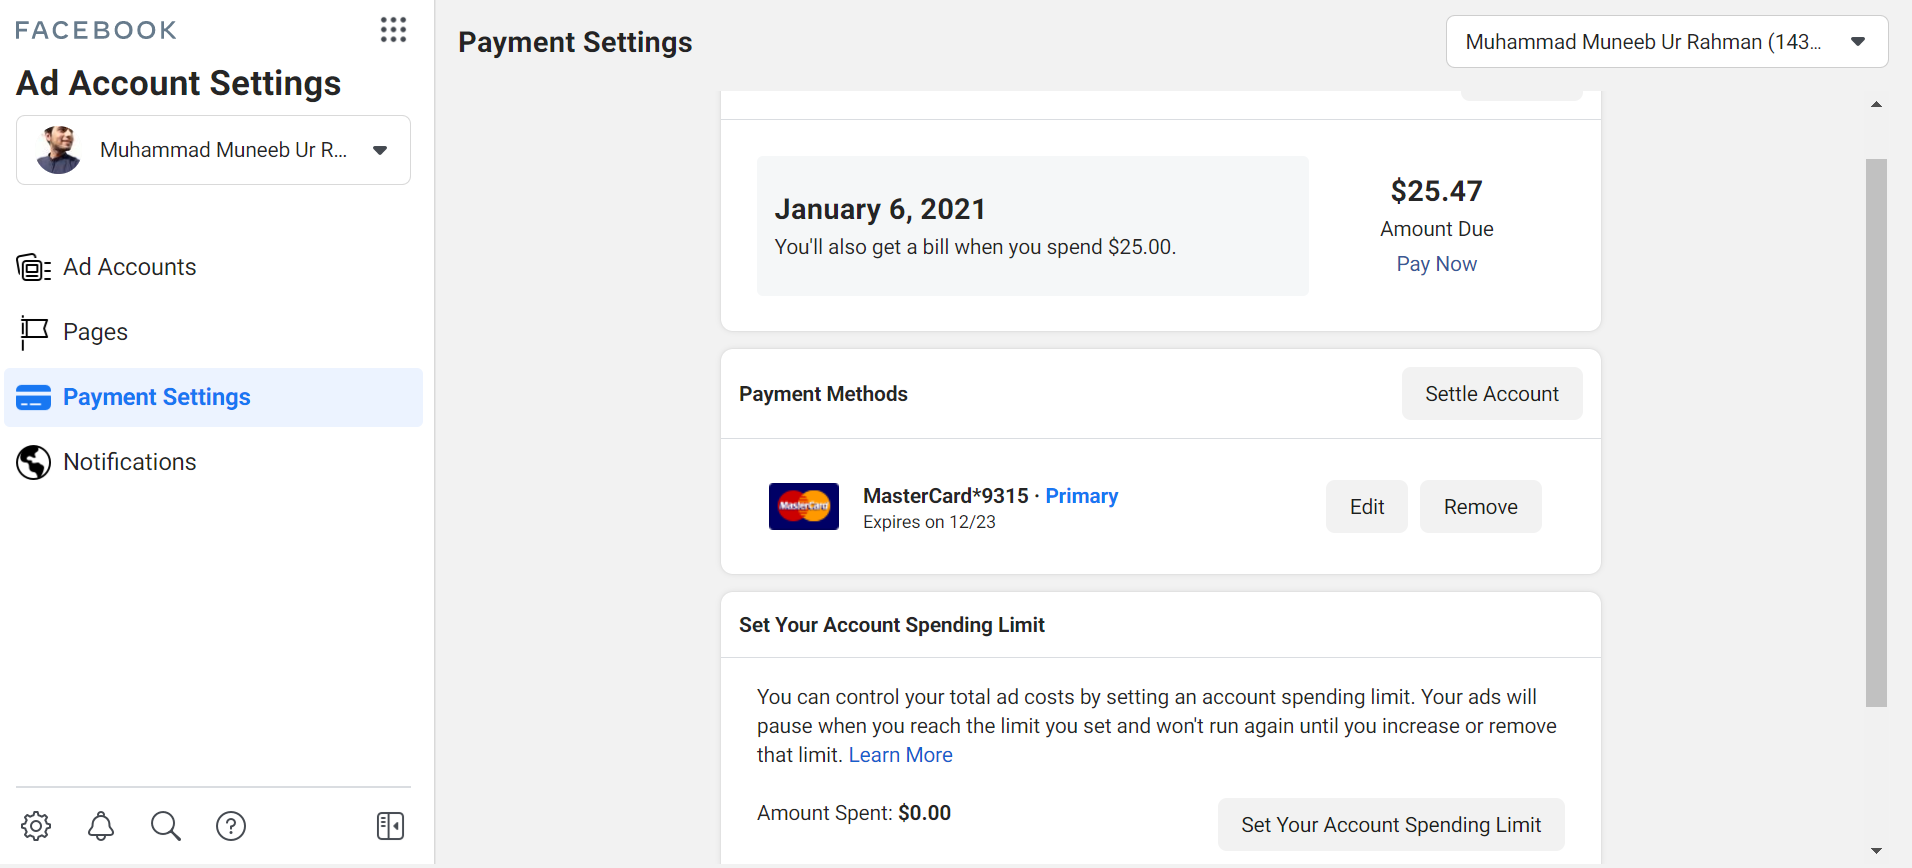 FACEBOOK
Ad Account Settings
Muhammad Muneeb Ur R...
Ad Accounts
Pages
Payment Settings
Notifications
Payment Settings
Muhammad Muneeb Ur Rahman (143...
January 6, 2021
You'll also get a bill when you spend $25.00.
$25.47
Amount Due
Pay Now
Payment Methods
Settle Account
MasterCard
MasterCard*9315 · Primary
Expires on 12/23
Edit
Remove
Set Your Account Spending Limit
You can control your total ad costs by setting an account spending limit. Your ads will
pause when you reach the limit you set and won't run again until you increase or remove
that limit. Learn More
Amount Spent: $0.00
Set Your Account Spending Limit